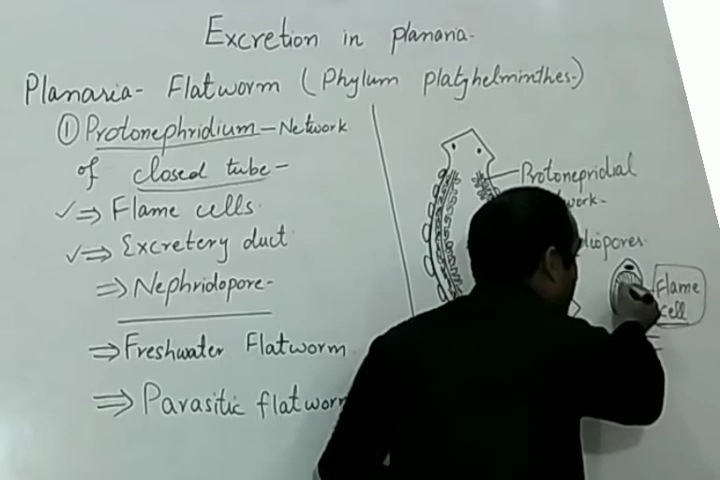 Excretion in planana-
Planaria- Flatworm (Phylum platyhelminthes-)
① Protonephridium - Network
of closed tube -
✓ ⇒ Flame cells.
✓ ⇒ Excretery duct
⇒ Nephridopore-
⇒ Freshwater Flatworm
⇒ Parasitic flatworm
Protonepridial
work-
diopores.
Flame
cell